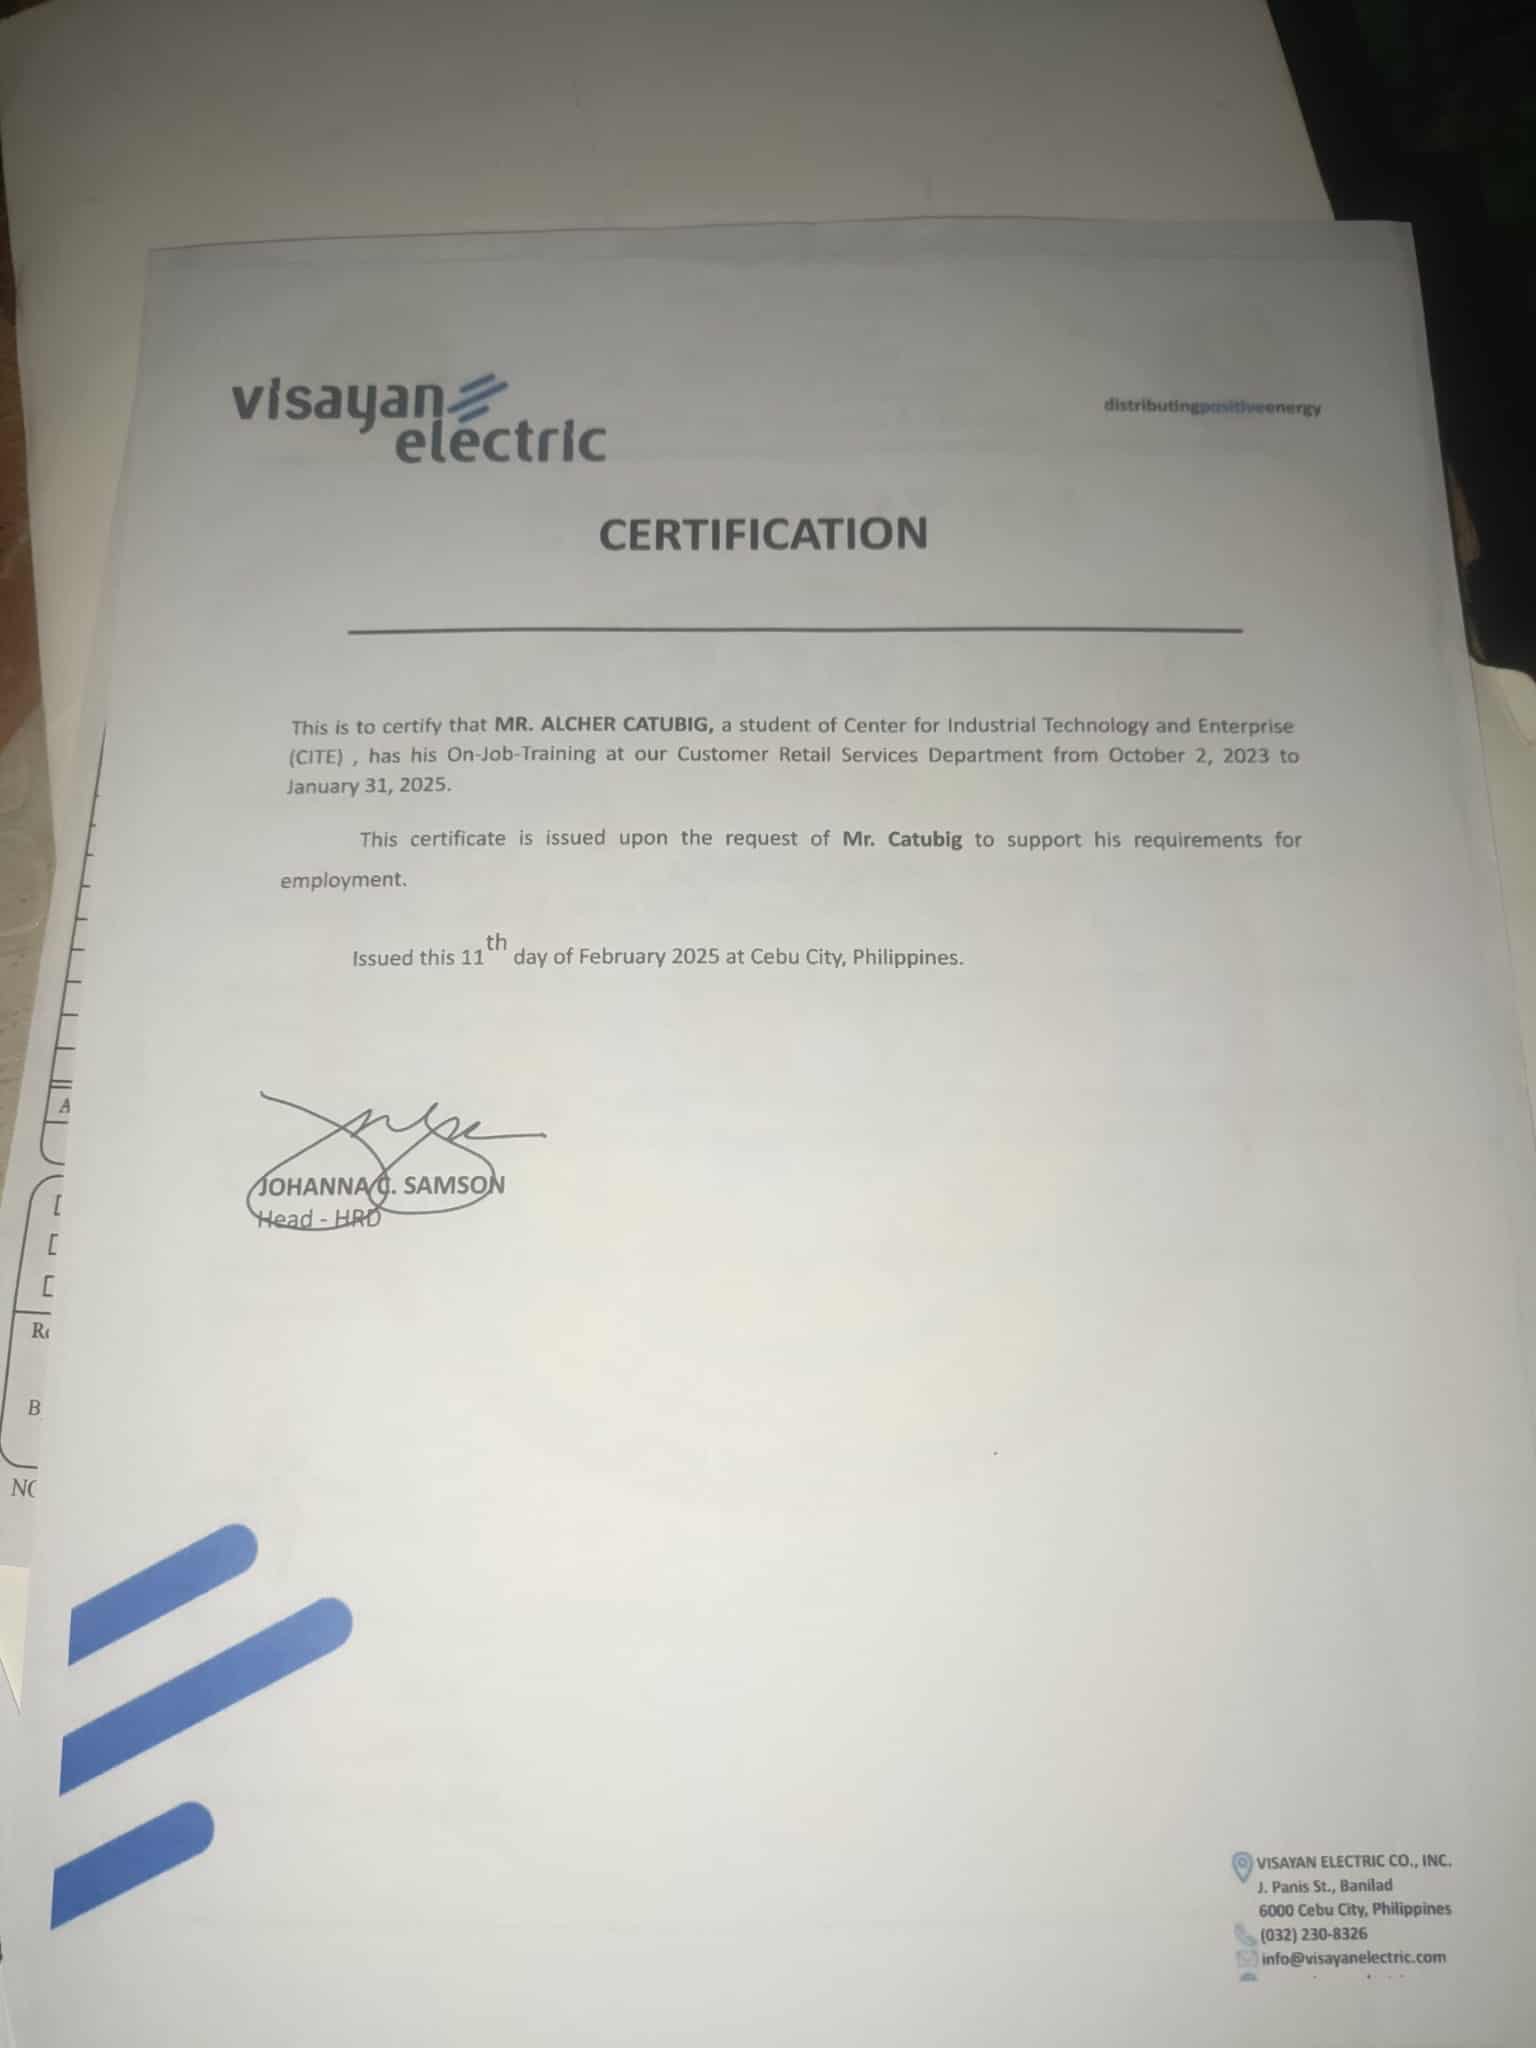 visayan
electric
distributingpositiveenergy
CERTIFICATION
This is to certify that MR. ALCHER CATUBIG, a student of Center for Industrial Technology and Enterprise
(CITE) , has his On-Job-Training at our Customer Retail Services Department from October 2, 2023 to
January 31, 2025.
This certificate is issued upon the request of Mr. Catubig to support his requirements for
employment.
Issued this 11th day of February 2025 at Cebu City, Philippines.
JOHANNA C. SAMSON
Head - HRD
A
B
VISAYAN ELECTRIC CO., INC.
J. Panis St., Banilad
6000 Cebu City, Philippines
(032) 230-8326
info@visayanelectric.com